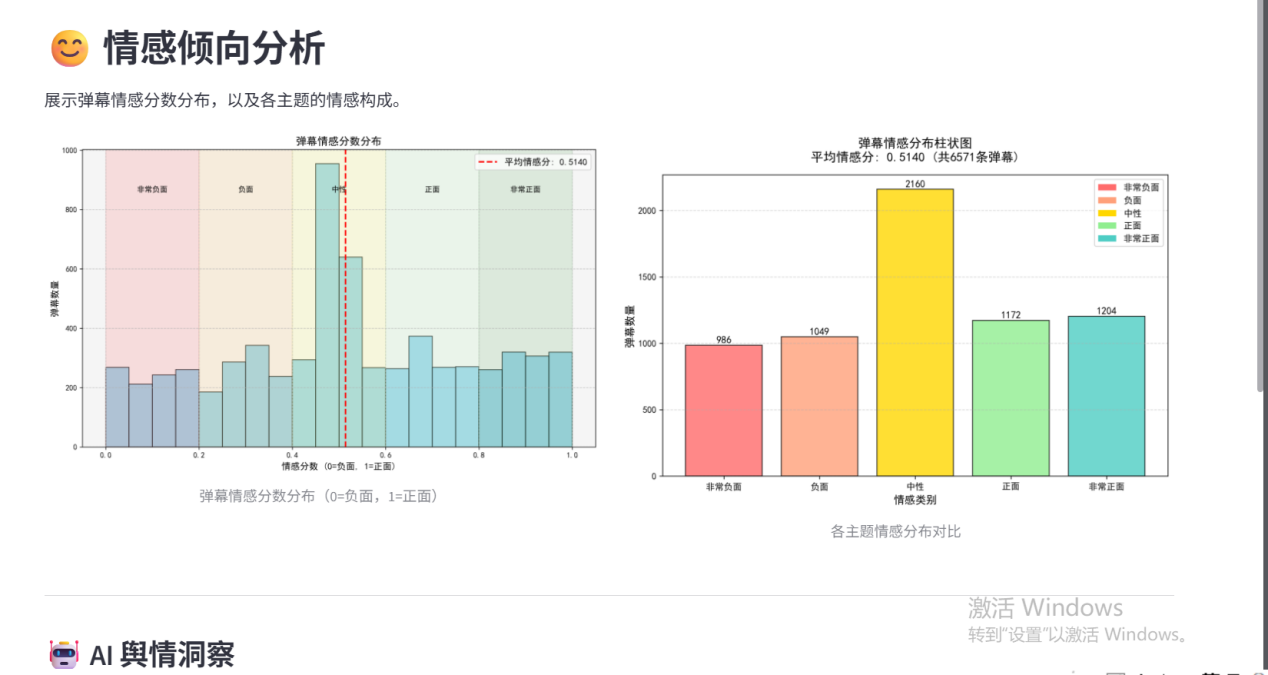 😊 情感倾向分析
展示弹幕情感分数分布，以及各主题的情感构成。
弹幕情感分数分布
平均情感分: 0.5140
非常负面
负面
中性
正面
非常正面
1000
800
600
400
200
0
弹幕数量
0.0 0.2 0.4 0.6 0.8 1.0
情感分数（0=负面，1=正面）
弹幕情感分数分布（0=负面，1=正面）
弹幕情感分布柱状图
平均情感分: 0.5140（共6571条弹幕）
非常负面
负面
中性
正面
非常正面
2000
1500
1000
500
0
弹幕数量
986
1049
2160
1172
1204
非常负面 负面 中性 正面 非常正面
情感类别
各主题情感分布对比
激活 Windows
转到“设置”以激活 Windows。
🤖 AI 舆情洞察